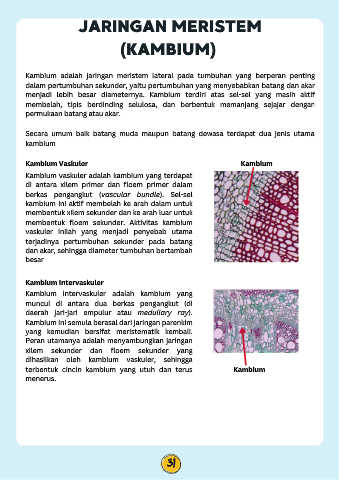 JARINGAN MERISTEM
(KAMBIUM)
Kambium adalah jaringan meristem lateral pada tumbuhan yang berperan penting
dalam pertumbuhan sekunder, yaitu pertumbuhan yang menyebabkan batang dan akar
menjadi lebih besar diameternya. Kambium terdiri atas sel-sel yang masih aktif
membelah, tipis berdinding selulosa, dan berbentuk memanjang sejajar dengan
permukaan batang atau akar.
Secara umum baik batang muda maupun batang dewasa terdapat dua jenis utama
kambium
Kambium Vaskuler
Kambium vaskuler adalah kambium yang terdapat
di antara xilem primer dan floem primer dalam
berkas pengangkut (vascular bundle). Sel-sel
kambium ini aktif membelah ke arah dalam untuk
membentuk xilem sekunder dan ke arah luar untuk
membentuk floem sekunder. Aktivitas kambium
vaskuler inilah yang menjadi penyebab utama
terjadinya pertumbuhan sekunder pada batang
dan akar, sehingga diameter tumbuhan bertambah
besar
Kambium
Kambium Intervaskuler
Kambium intervaskuler adalah kambium yang
muncul di antara dua berkas pengangkut (di
daerah jari-jari empulur atau medullary ray).
Kambium ini semula berasal dari jaringan parenkim
yang kemudian bersifat meristematik kembali.
Peran utamanya adalah menyambungkan jaringan
xilem sekunder dan floem sekunder yang
dihasilkan oleh kambium vaskuler, sehingga
terbentuk cincin kambium yang utuh dan terus
menerus.
Kambium
31